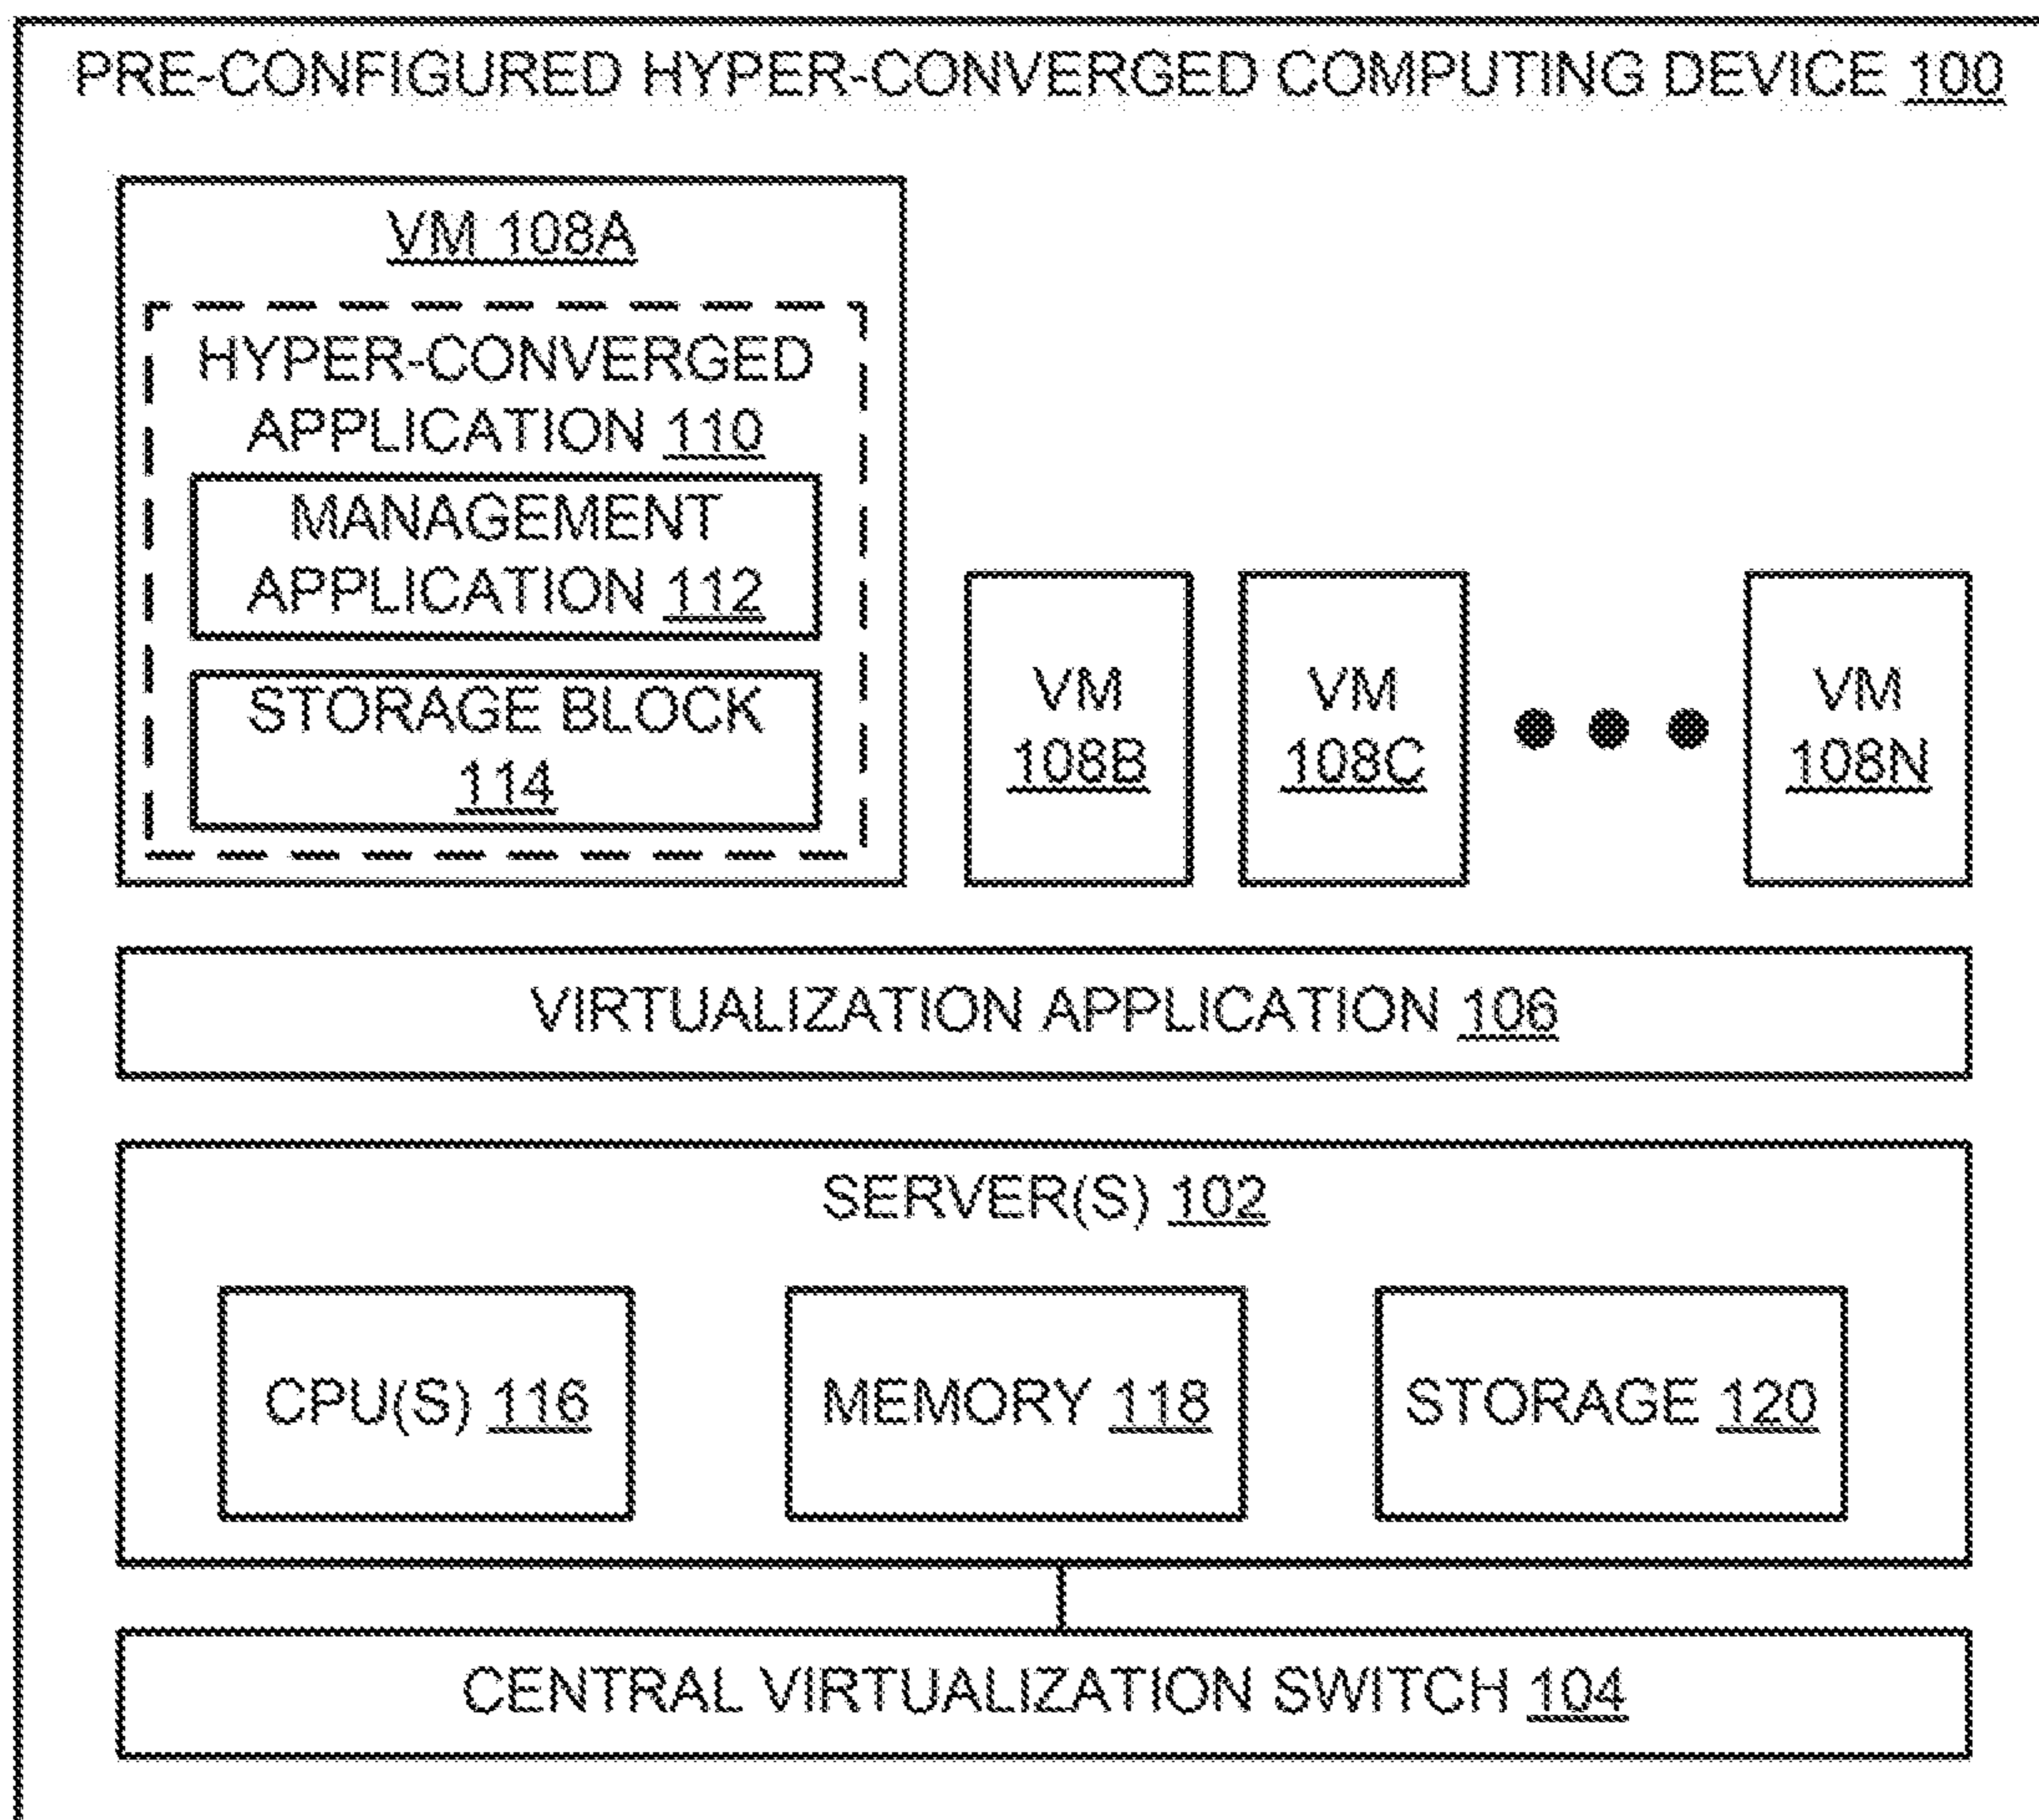 PRE-CONFIGURED HYPER-CONVERGED COMPUTING DEVICE 100
VM 108A
HYPER-CONVERGED
APPLICATION 110
MANAGEMENT
APPLICATION 112
STORAGE BLOCK
114
VM
108B
VM
108C
VM
108N
VIRTUALIZATION APPLICATION 106
SERVER(S) 102
CPU(S) 116
MEMORY 118
STORAGE 120
CENTRAL VIRTUALIZATION SWITCH 104